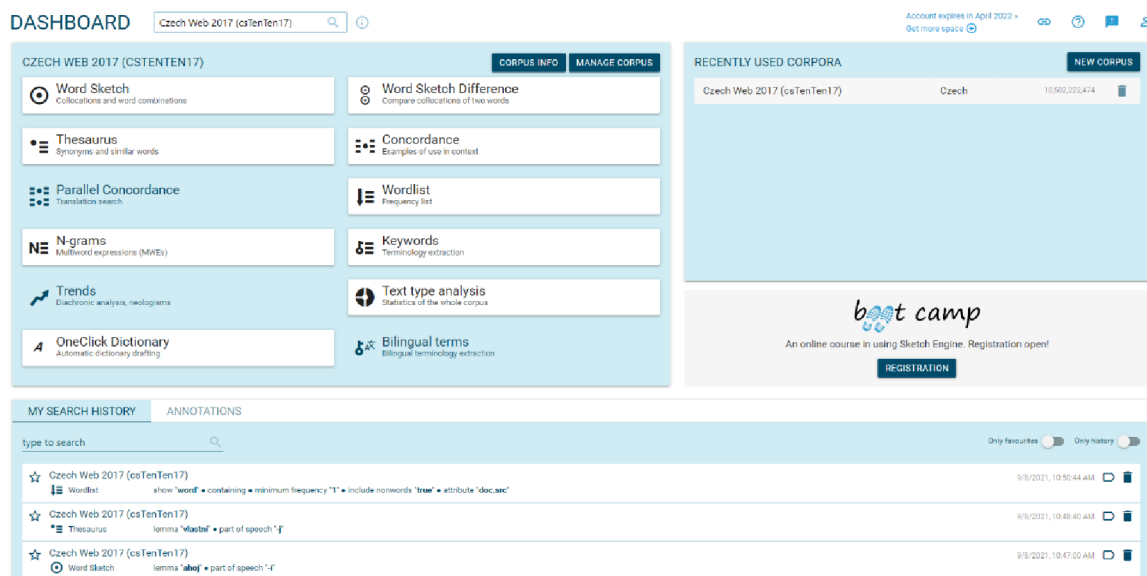 DASHBOARD
Czech Web 2017 (csTenTen17)
Account expires in April 2022 »
Get more space
CZECH WEB 2017 (CSTENTEN17)
CORPUS INFO
MANAGE CORPUS
Word Sketch
Collocations and word combinations
Word Sketch Difference
Compare collocations of two words
Thesaurus
Synonyms and similar words
Concordance
Examples of use in context
Parallel Concordance
Translation search
Wordlist
Frequency list
N-grams
Multiword expressions (MWEs)
Keywords
Terminology extraction
Trends
Diachronic analysis, neologisms
Text type analysis
Statistics of the whole corpus
OneClick Dictionary
Automatic dictionary drafting
Bilingual terms
Bilingual terminology extraction
RECENTLY USED CORPORA
NEW CORPUS
Czech Web 2017 (csTenTen17) Czech 10,502,222,474
boot camp
An online course in using Sketch Engine. Registration open!
REGISTRATION
MY SEARCH HISTORY
ANNOTATIONS
type to search
Only favourites
Only history
Czech Web 2017 (csTenTen17)
Wordlist show "word" • containing • minimum frequency "1" • include nonwords "true" • attribute "doc.src"
9/8/2021, 10:50:44 AM
Czech Web 2017 (csTenTen17)
Thesaurus lemma "vlastní" • part of speech "-j"
9/8/2021, 10:48:40 AM
Czech Web 2017 (csTenTen17)
Word Sketch lemma "ahoj" • part of speech "-i"
9/8/2021, 10:47:00 AM